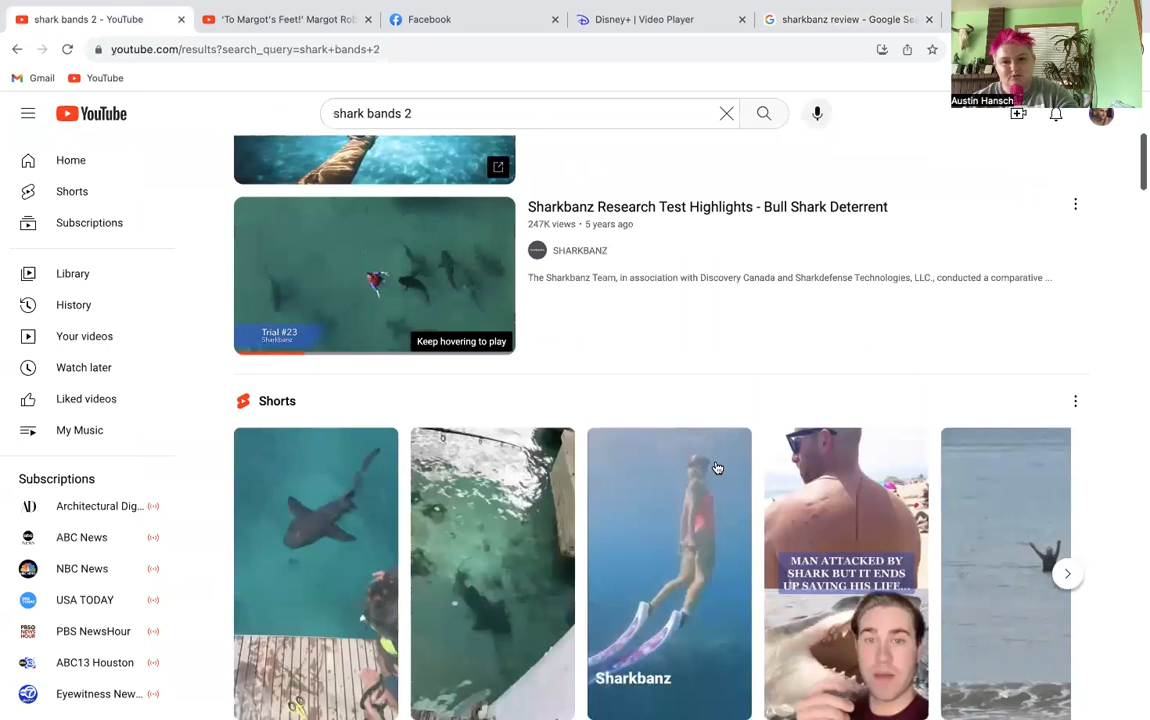 shark bands 2 - YouTube
'To Margot's Feet!' Margot Rob
Facebook
Disney+ | Video Player
sharkbanz review - Google Sea
youtube.com/results?search_query=shark+bands+2
Gmail
YouTube
Austin Hansch
YouTube
shark bands 2
Home
Shorts
Subscriptions
Library
History
Your videos
Watch later
Liked videos
My Music
Subscriptions
Architectural Dig...
ABC News
NBC News
USA TODAY
PBS NewsHour
ABC13 Houston
Eyewitness New...
Trial #23
Sharkbanz
Keep hovering to play
Sharkbanz Research Test Highlights - Bull Shark Deterrent
247K views • 5 years ago
SHARKBANZ
The Sharkbanz Team, in association with Discovery Canada and Sharkdefense Technologies, LLC., conducted a comparative ...
Shorts
Sharkbanz
MAN ATTACKED BY
SHARK BUT IT ENDS
UP SAVING HIS LIFE...